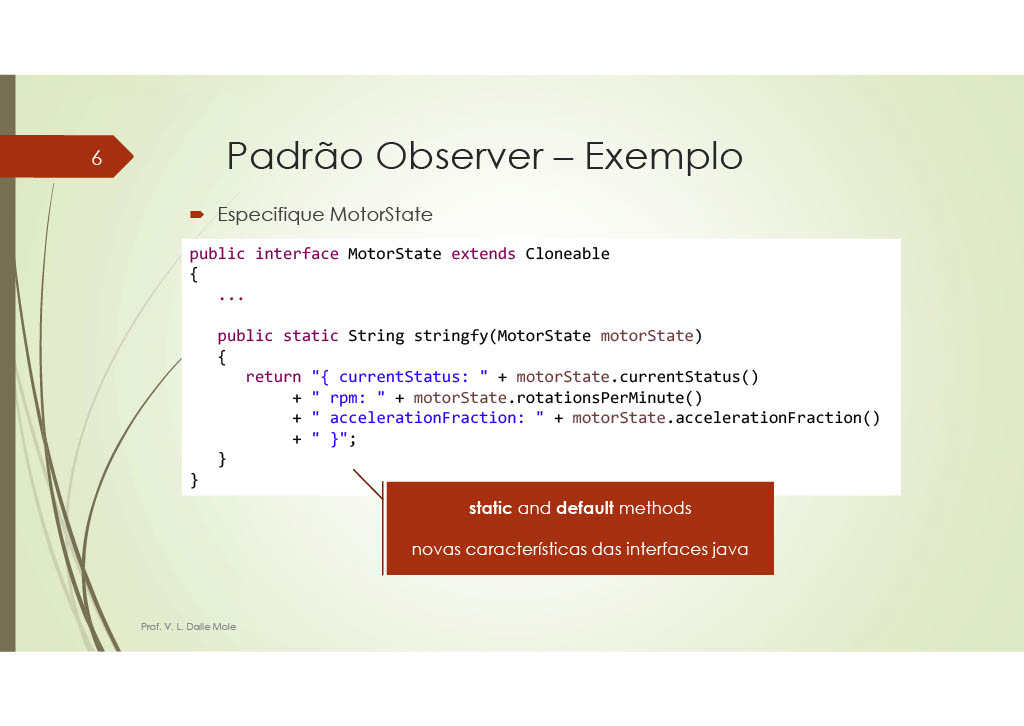 6
Padrão Observer – Exemplo
Especifique MotorState
public interface MotorState extends Cloneable
{
...
public static String stringfy(MotorState motorState)
{
return "{ currentStatus: " + motorState.currentStatus()
+ " rpm: " + motorState.rotationsPerMinute()
+ " accelerationFraction: " + motorState.accelerationFraction()
+ " }";
}
}
static and default methods
novas características das interfaces java
Prof. V. L. Dalle Mole